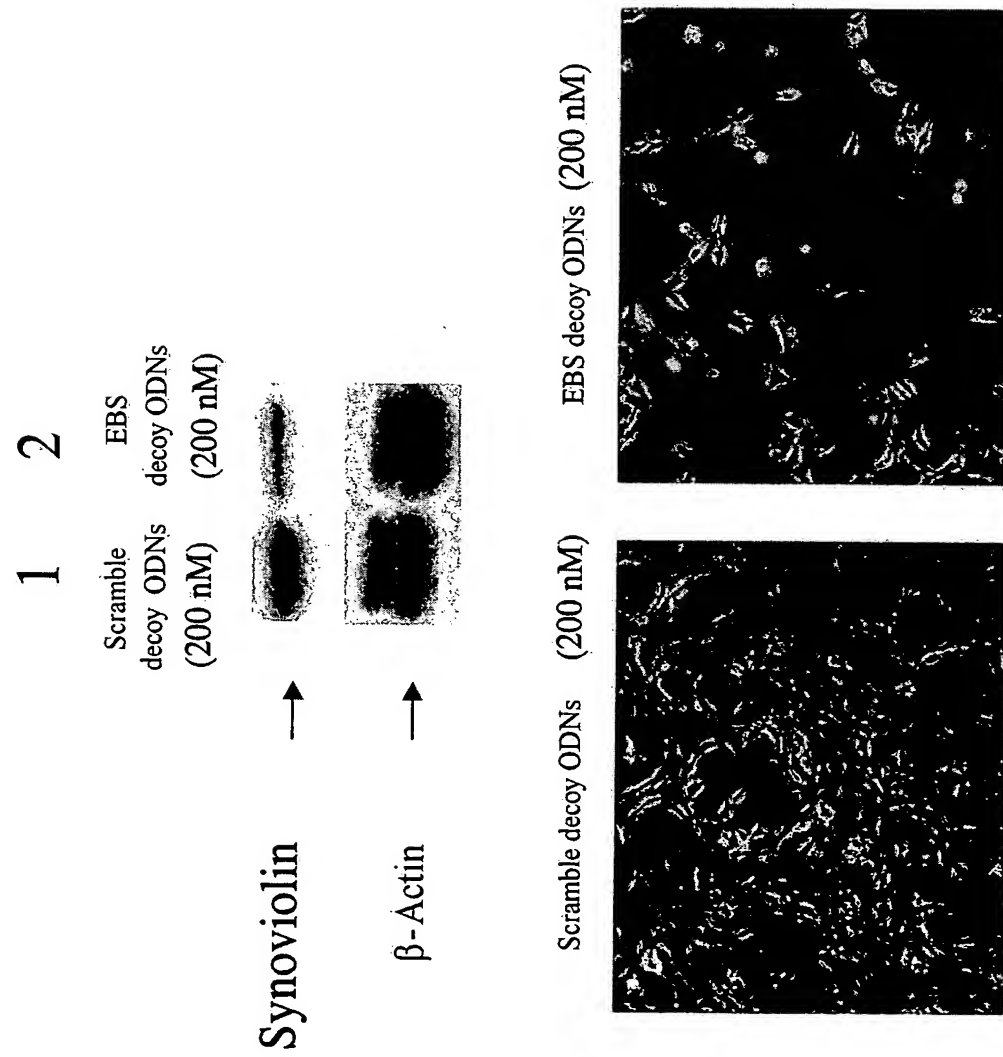 1 2
Scramble
decoy ODNs
(200 nM)
EBS
decoy ODNs
(200 nM)
Synoviolin
β-Actin
Scramble decoy ODNs (200 nM)
EBS decoy ODNs (200 nM)